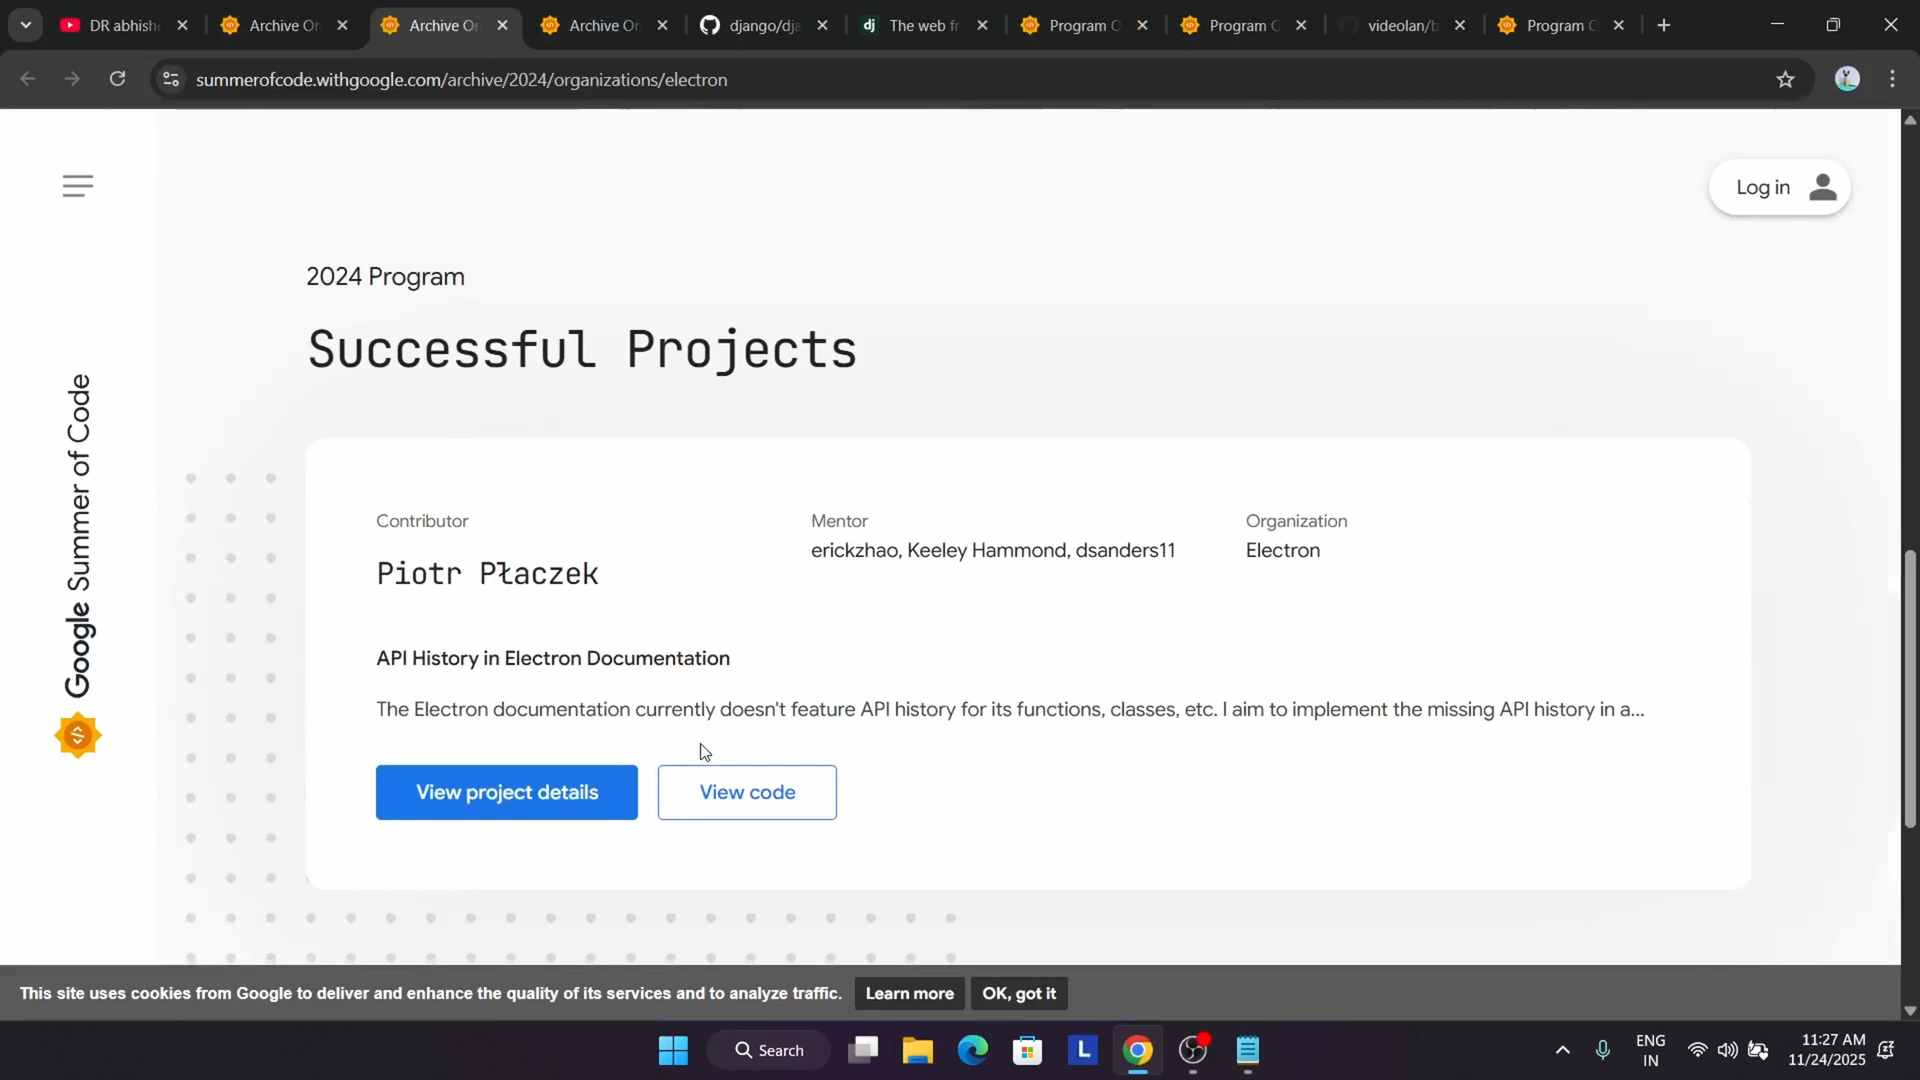 DR abhishe
Archive Or
Archive Or
Archive Or
django/dja
dj
The web fr
Program O
Program O
videolan/b
Program O
summerofcode.withgoogle.com/archive/2024/organizations/electron
Log in
Google Summer of Code
2024 Program
Successful Projects
Contributor
Piotr Płaczek
Mentor
erickzhao, Keeley Hammond, dsanders11
Organization
Electron
API History in Electron Documentation
The Electron documentation currently doesn't feature API history for its functions, classes, etc. I aim to implement the missing API history in a...
View project details
View code
This site uses cookies from Google to deliver and enhance the quality of its services and to analyze traffic.
Learn more
OK, got it
Search
L
ENG
IN
11:27 AM
11/24/2025